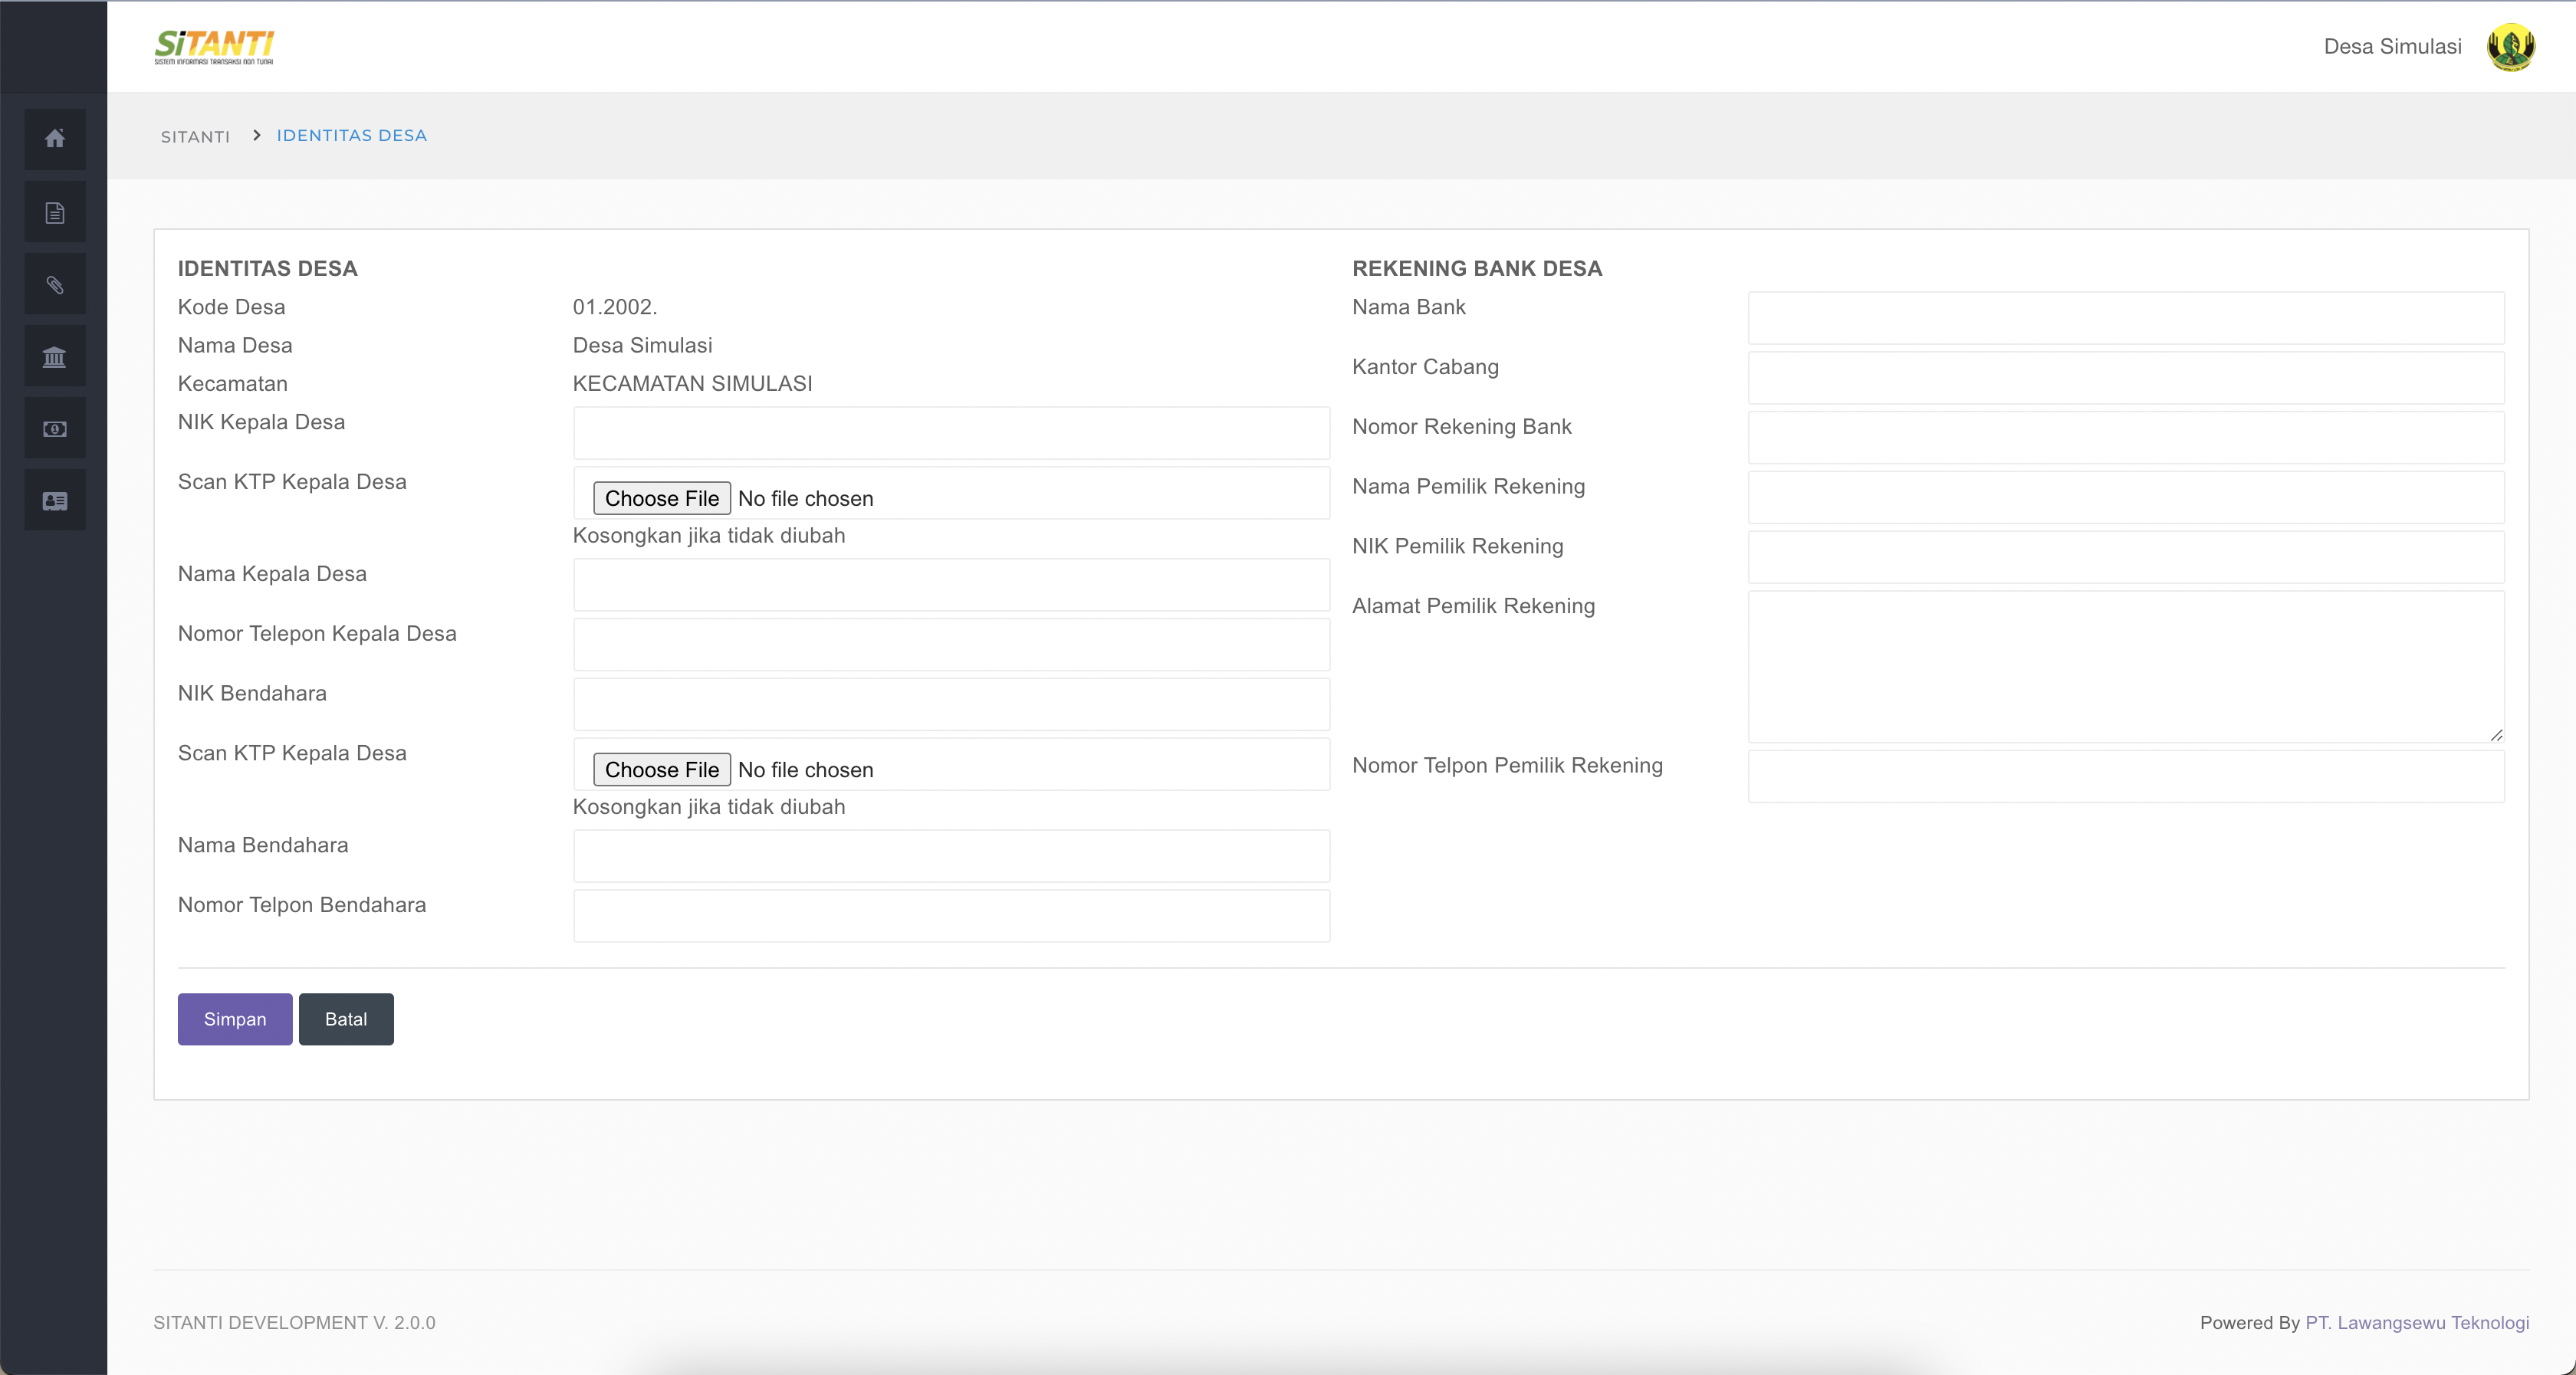 SiTANTI
SISTEM INFORMASI TRANSAKSI NON TUNAI
Desa Simulasi
SITANTI > IDENTITAS DESA
IDENTITAS DESA
Kode Desa 01.2002.
Nama Desa Desa Simulasi
Kecamatan KECAMATAN SIMULASI
NIK Kepala Desa
Scan KTP Kepala Desa Choose File No file chosen
Kosongkan jika tidak diubah
Nama Kepala Desa
Nomor Telepon Kepala Desa
NIK Bendahara
Scan KTP Kepala Desa Choose File No file chosen
Kosongkan jika tidak diubah
Nama Bendahara
Nomor Telpon Bendahara
REKENING BANK DESA
Nama Bank
Kantor Cabang
Nomor Rekening Bank
Nama Pemilik Rekening
NIK Pemilik Rekening
Alamat Pemilik Rekening
Nomor Telpon Pemilik Rekening
Simpan Batal
SITANTI DEVELOPMENT V. 2.0.0
Powered By PT. Lawangsewu Teknologi